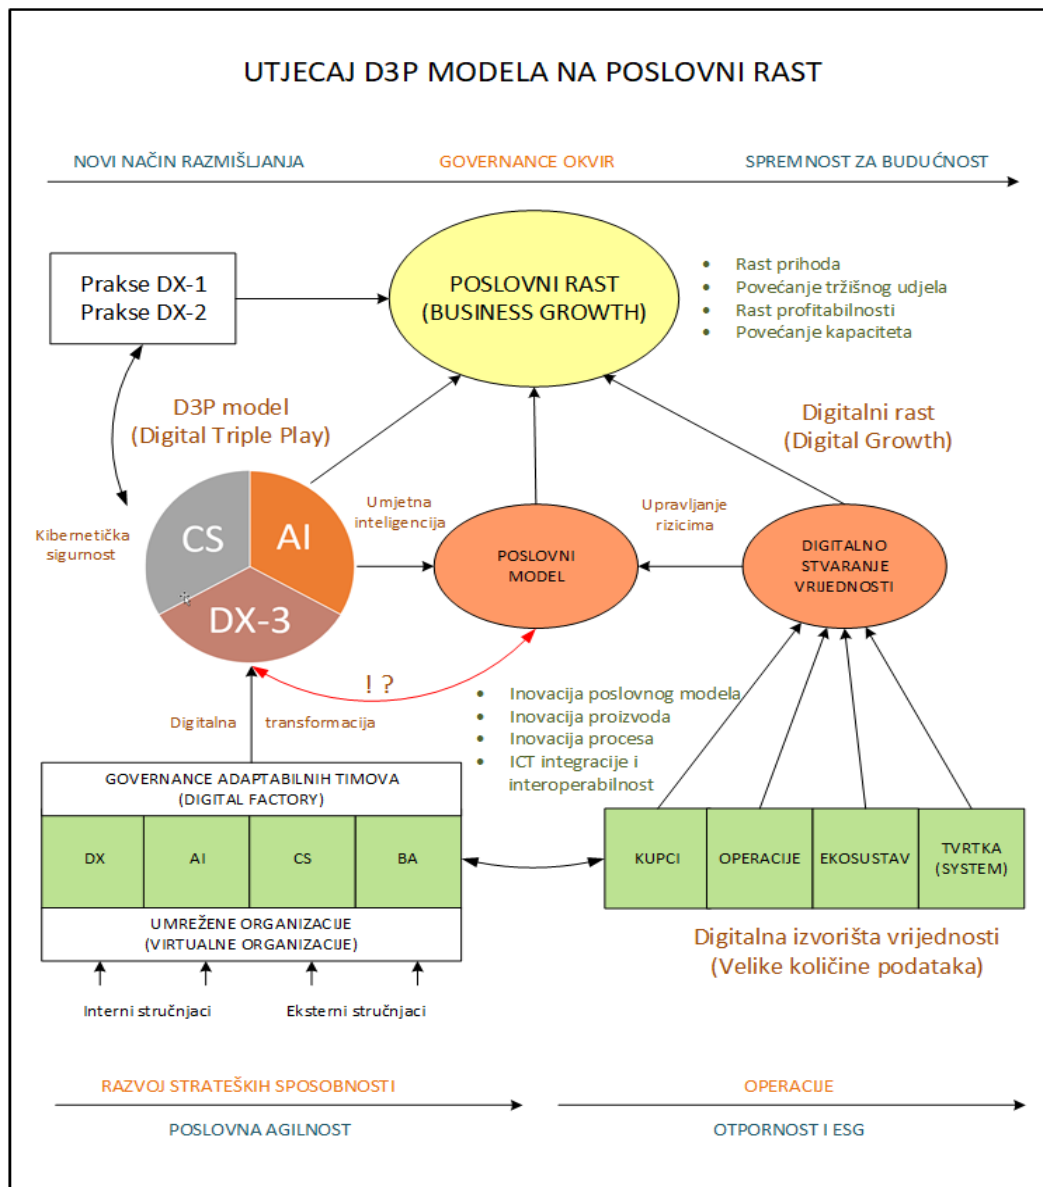 UTJECAJ D3P MODELA NA POSLOVNI RAST
NOVI NAČIN RAZMIŠLJANJA
GOVERNANCE OKVIR
SPREMNOST ZA BUDUĆNOST
Prakse DX-1
Prakse DX-2
POSLOVNI RAST
(BUSINESS GROWTH)
• Rast prihoda
• Povećanje tržišnog udjela
• Rast profitabilnosti
• Povećanje kapaciteta
D3P model
(Digital Triple Play)
Digitalni rast
(Digital Growth)
Kibernetička
sigurnost
CS
AI
DX-3
Umjetna
inteligencija
POSLOVNI
MODEL
Upravljanje
rizicima
DIGITALNO
STVARANJE
VRIJEDNOSTI
! ?
Digitalna transformacija
• Inovacija poslovnog modela
• Inovacija proizvoda
• Inovacija procesa
• ICT integracije i
interoperabilnost
GOVERNANCE ADAPTABILNIH TIMOVA
(DIGITAL FACTORY)
DX
AI
CS
BA
UMREŽENE ORGANIZACIJE
(VIRTUALNE ORGANIZACIJE)
Interni stručnjaci
Eksterni stručnjaci
KUPCI
OPERACIJE
EKOSUSTAV
TVRTKA
(SYSTEM)
Digitalna izvorišta vrijednosti
(Velike količine podataka)
RAZVOJ STRATEŠKIH SPOSOBNOSTI
POSLOVNA AGILNOST
OPERACIJE
OTPORNOST I ESG